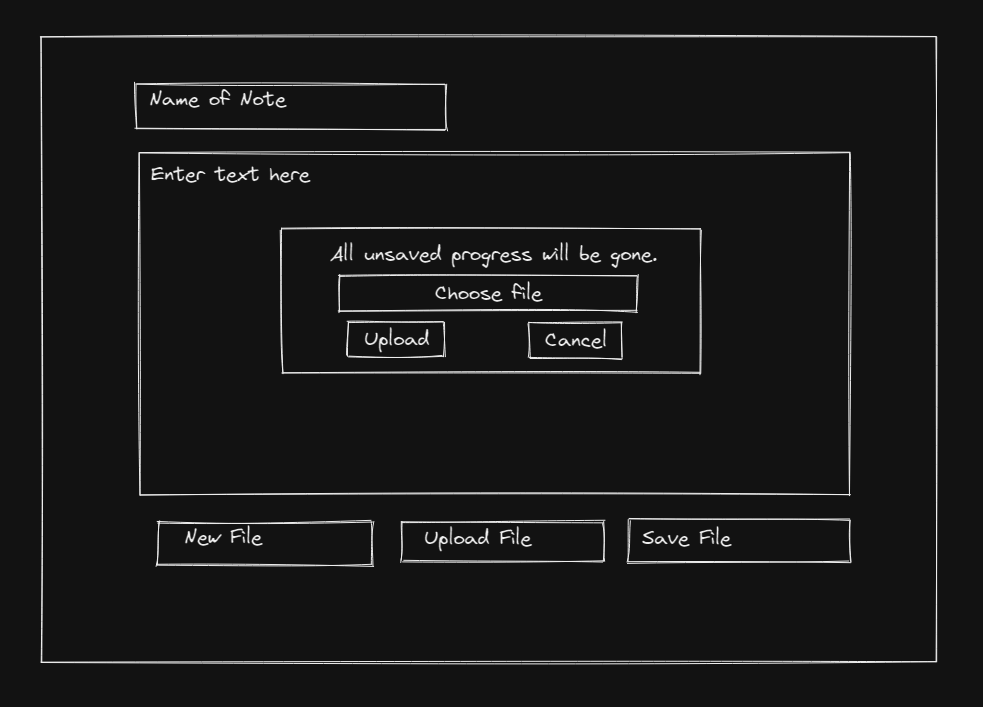 Name of Note
Enter text here
All unsaved progress will be gone.
Choose file
Upload
Cancel
New File
Upload File
Save File